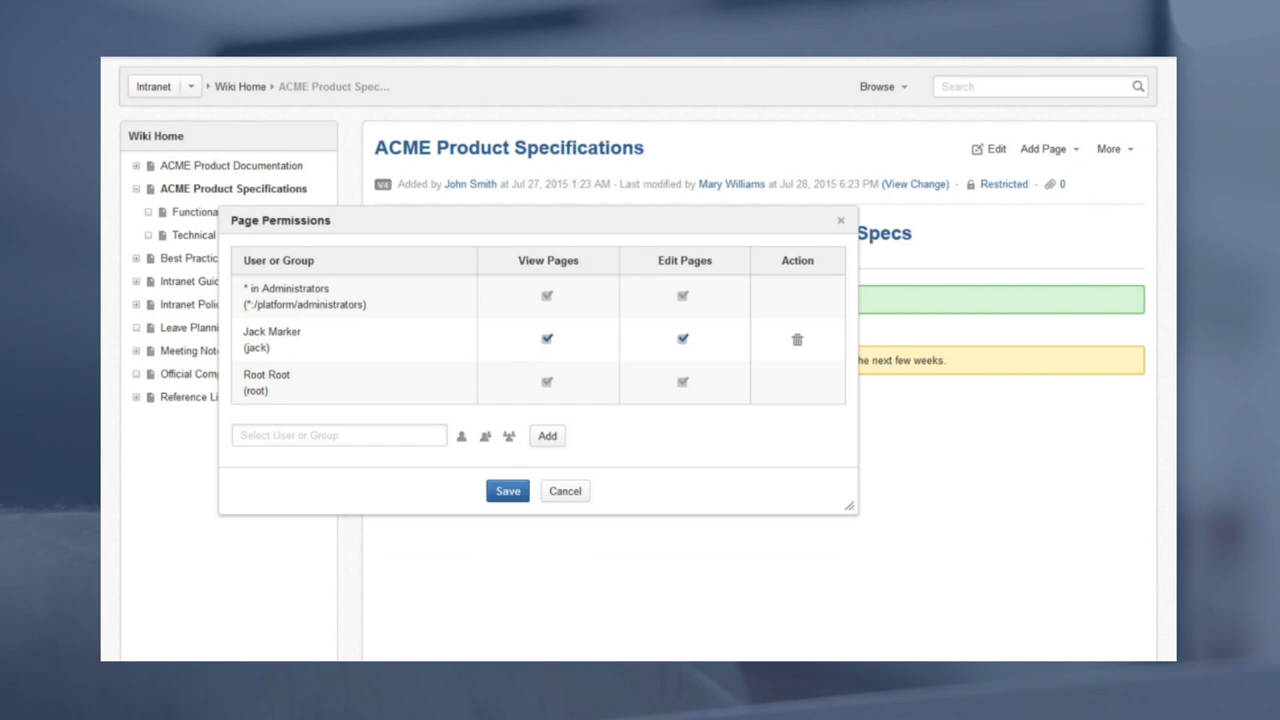 Intranet Wiki Home ACME Product Spec... Browse Search
Wiki Home
ACME Product Documentation
ACME Product Specifications
Functiona
Technical
Best Practic
Intranet Guid
Intranet Polic
Leave Planni
Meeting Not
Official Com
Reference Li
ACME Product Specifications Edit Add Page More
V4 Added by John Smith at Jul 27, 2015 1:23 AM - Last modified by Mary Williams at Jul 28, 2015 6:23 PM (View Change) - Restricted - 0
Specs
he next few weeks.
Page Permissions ×
User or Group View Pages Edit Pages Action
* in Administrators
(*:/platform/administrators)
Jack Marker
(jack)
Root Root
(root)
Select User or Group Add
Save Cancel